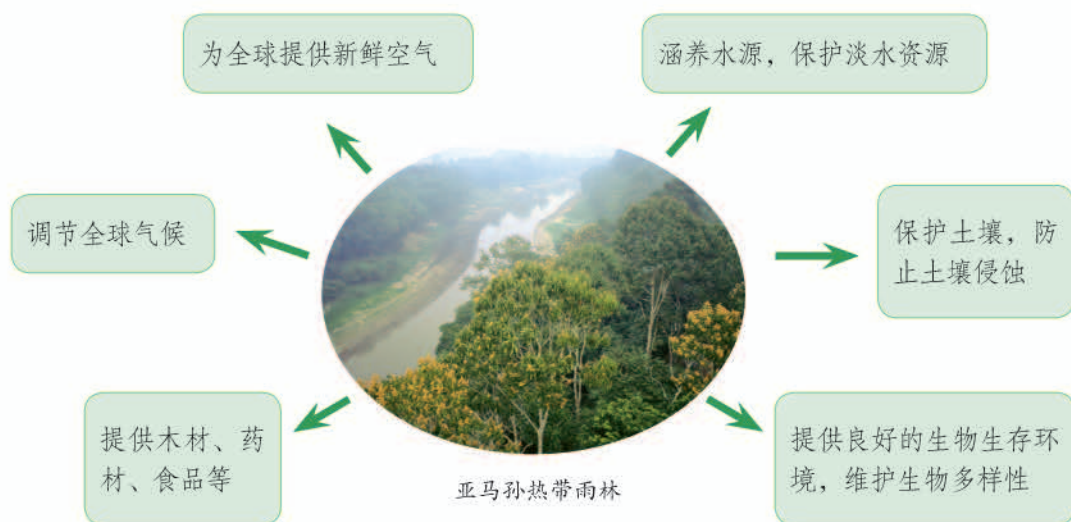 为全球提供新鲜空气
涵养水源，保护淡水资源
调节全球气候
保护土壤，防
止土壤侵蚀
提供木材、药
材、食品等
提供良好的生物生存环
境，维护生物多样性
亚马孙热带雨林